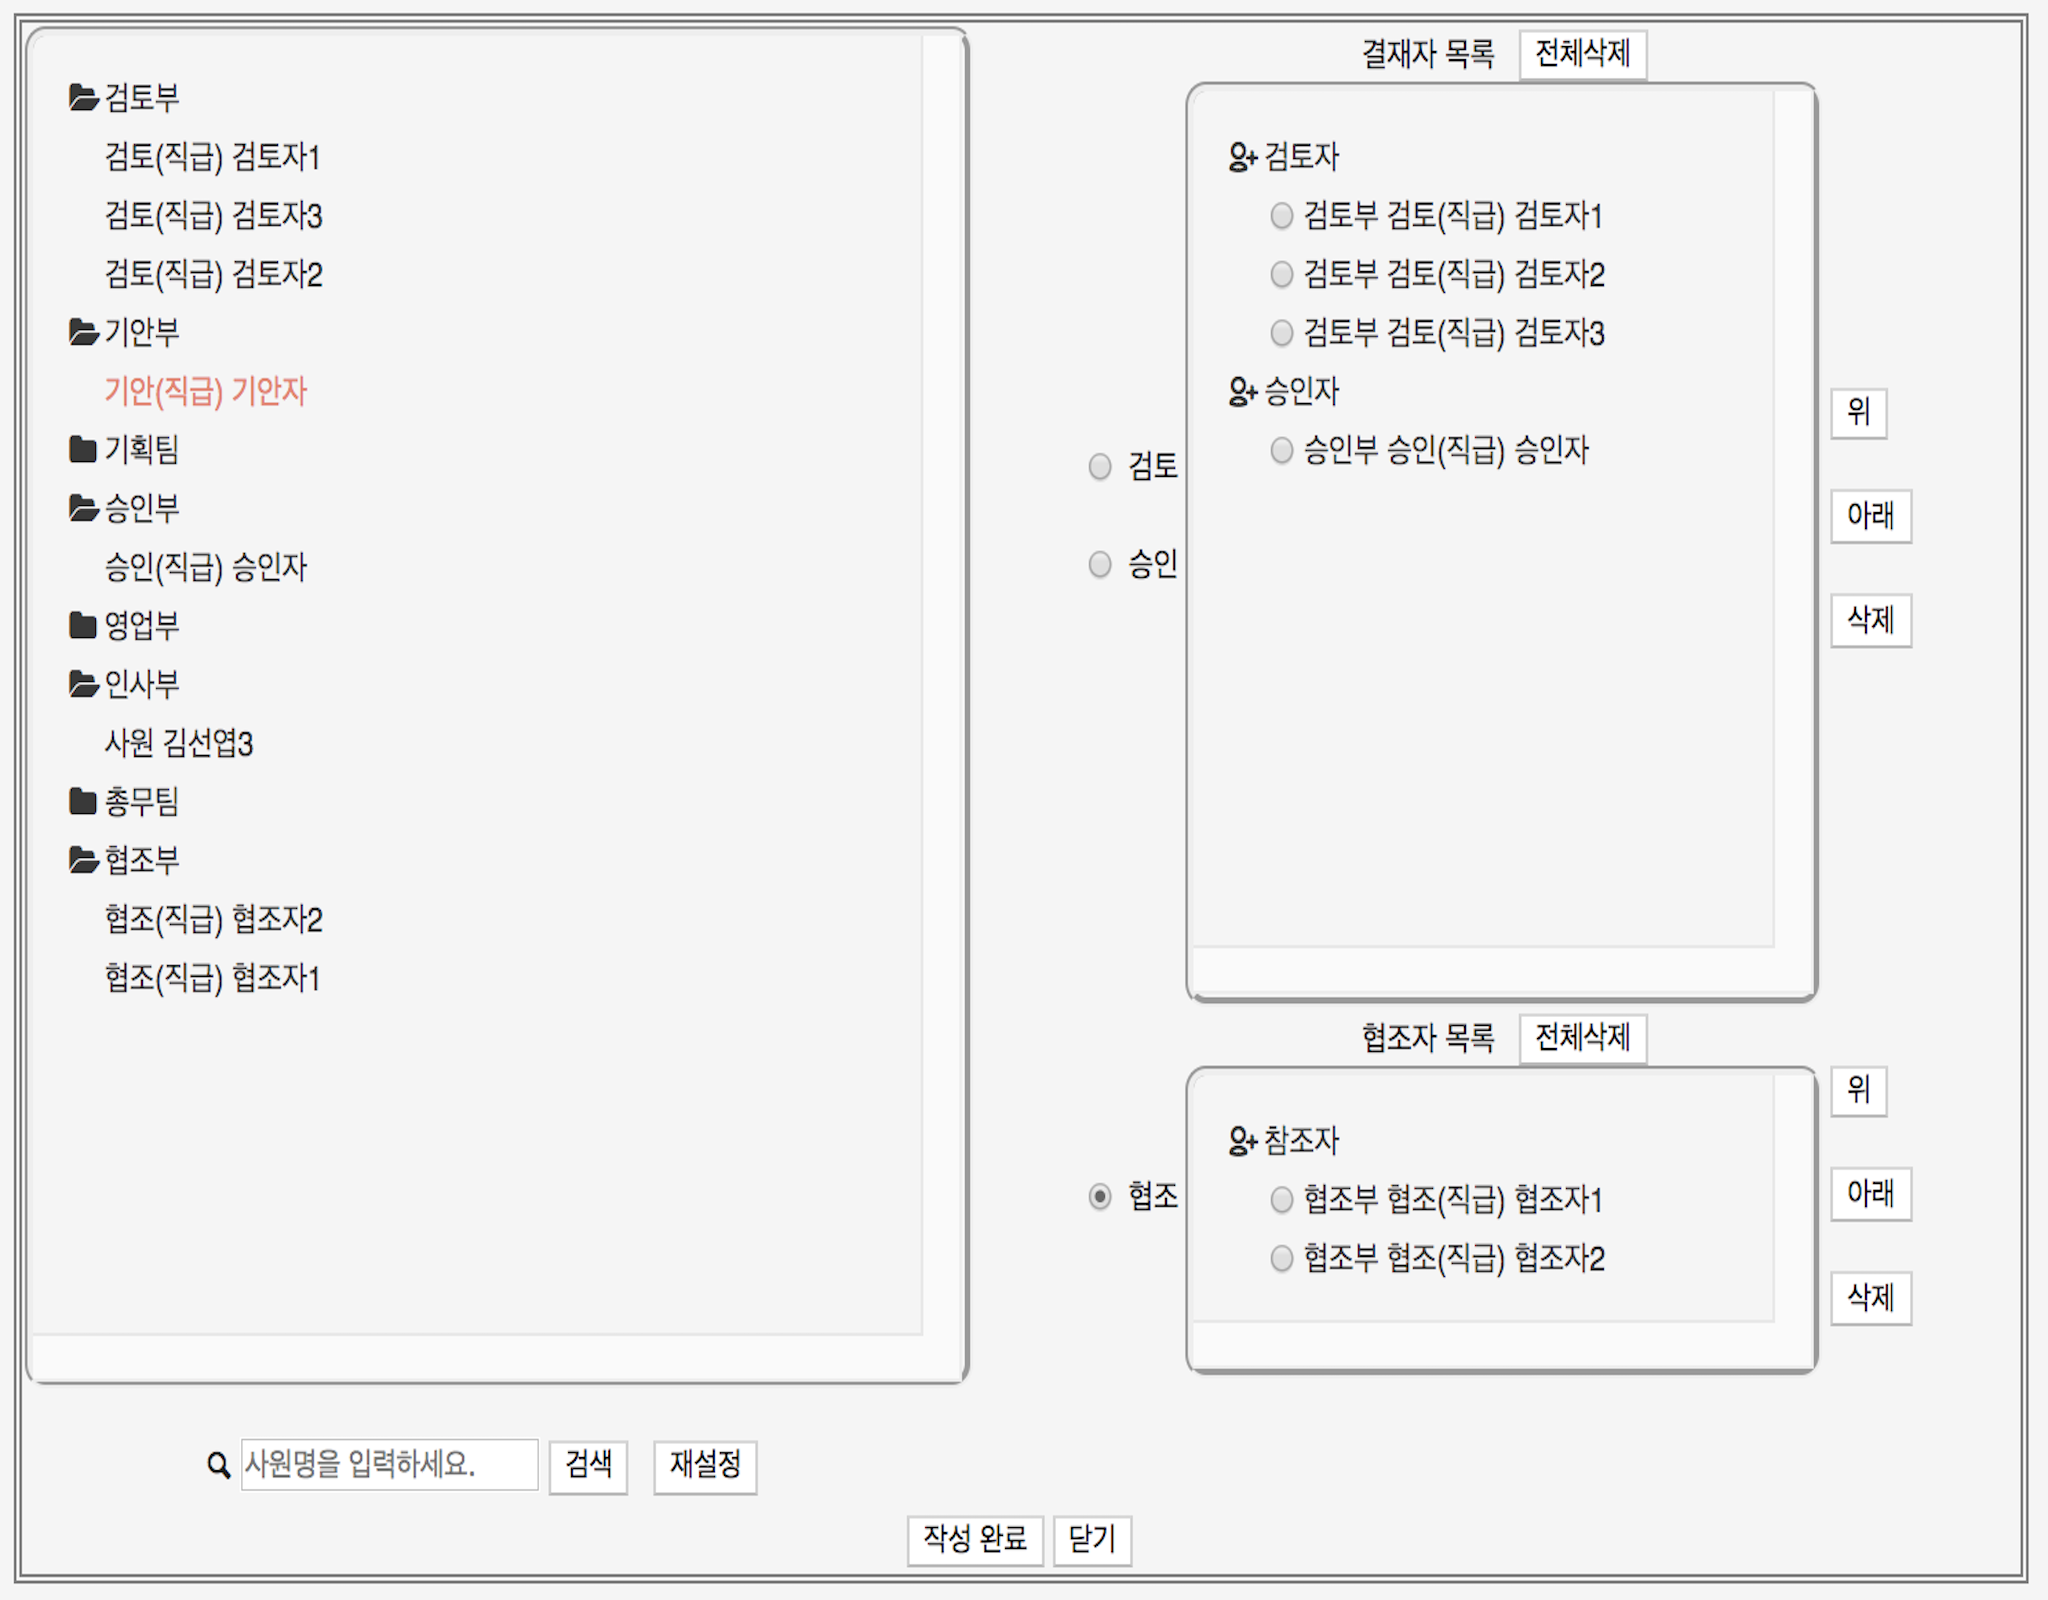 검토부
검토(직급) 검토자1
검토(직급) 검토자3
검토(직급) 검토자2
기안부
기안(직급) 기안자
기획팀
승인부
승인(직급) 승인자
영업부
인사부
사원 김선엽3
총무팀
협조부
협조(직급) 협조자2
협조(직급) 협조자1
사원명을 입력하세요. 검색 재설정
검토
승인
협조
결재자 목록 전체삭제
검토자
검토부 검토(직급) 검토자1
검토부 검토(직급) 검토자2
검토부 검토(직급) 검토자3
승인자
승인부 승인(직급) 승인자
위
아래
삭제
협조자 목록 전체삭제
참조자
협조부 협조(직급) 협조자1
협조부 협조(직급) 협조자2
위
아래
삭제
작성 완료 닫기